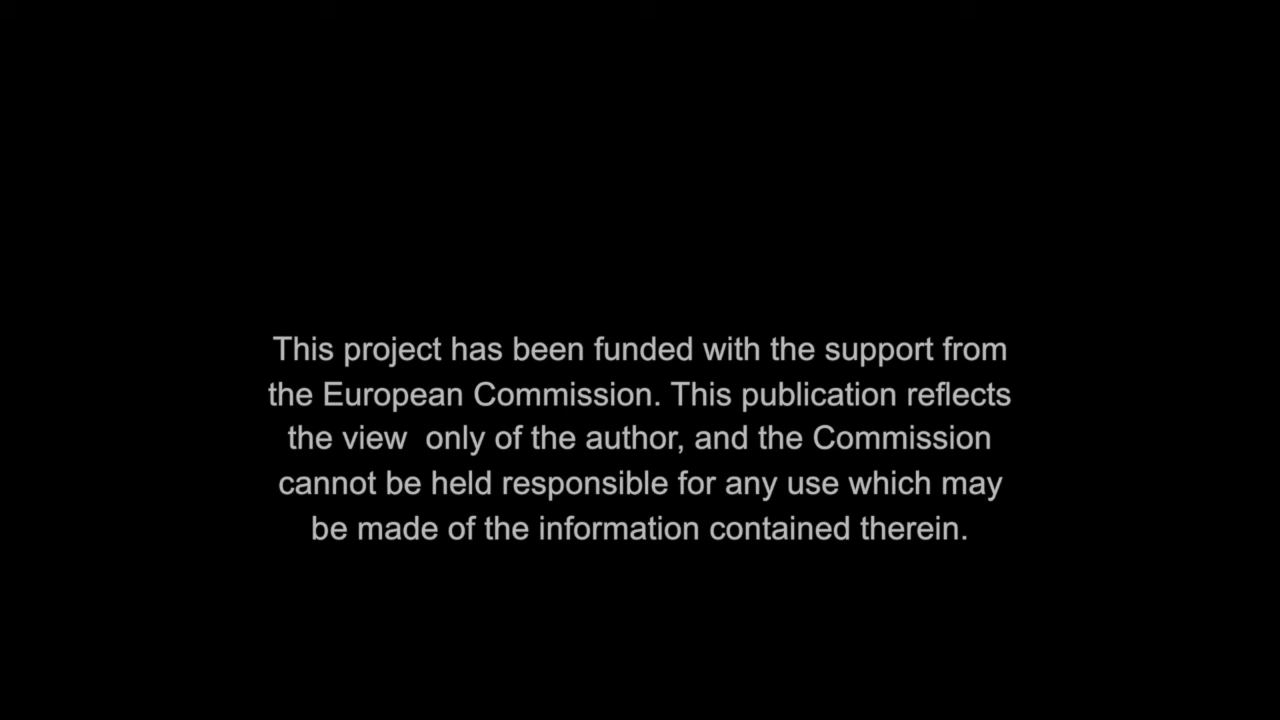 This project has been funded with the support from
the European Commission. This publication reflects
the view  only of the author, and the Commission
cannot be held responsible for any use which may
be made of the information contained therein.